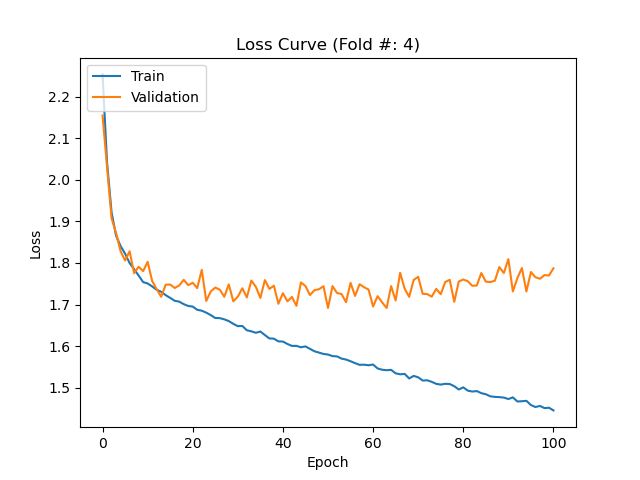 Loss Curve (Fold #: 4)
Train
Validation
Loss
2.2
2.1
2.0
1.9
1.8
1.7
1.6
1.5
0 20 40 60 80 100
Epoch